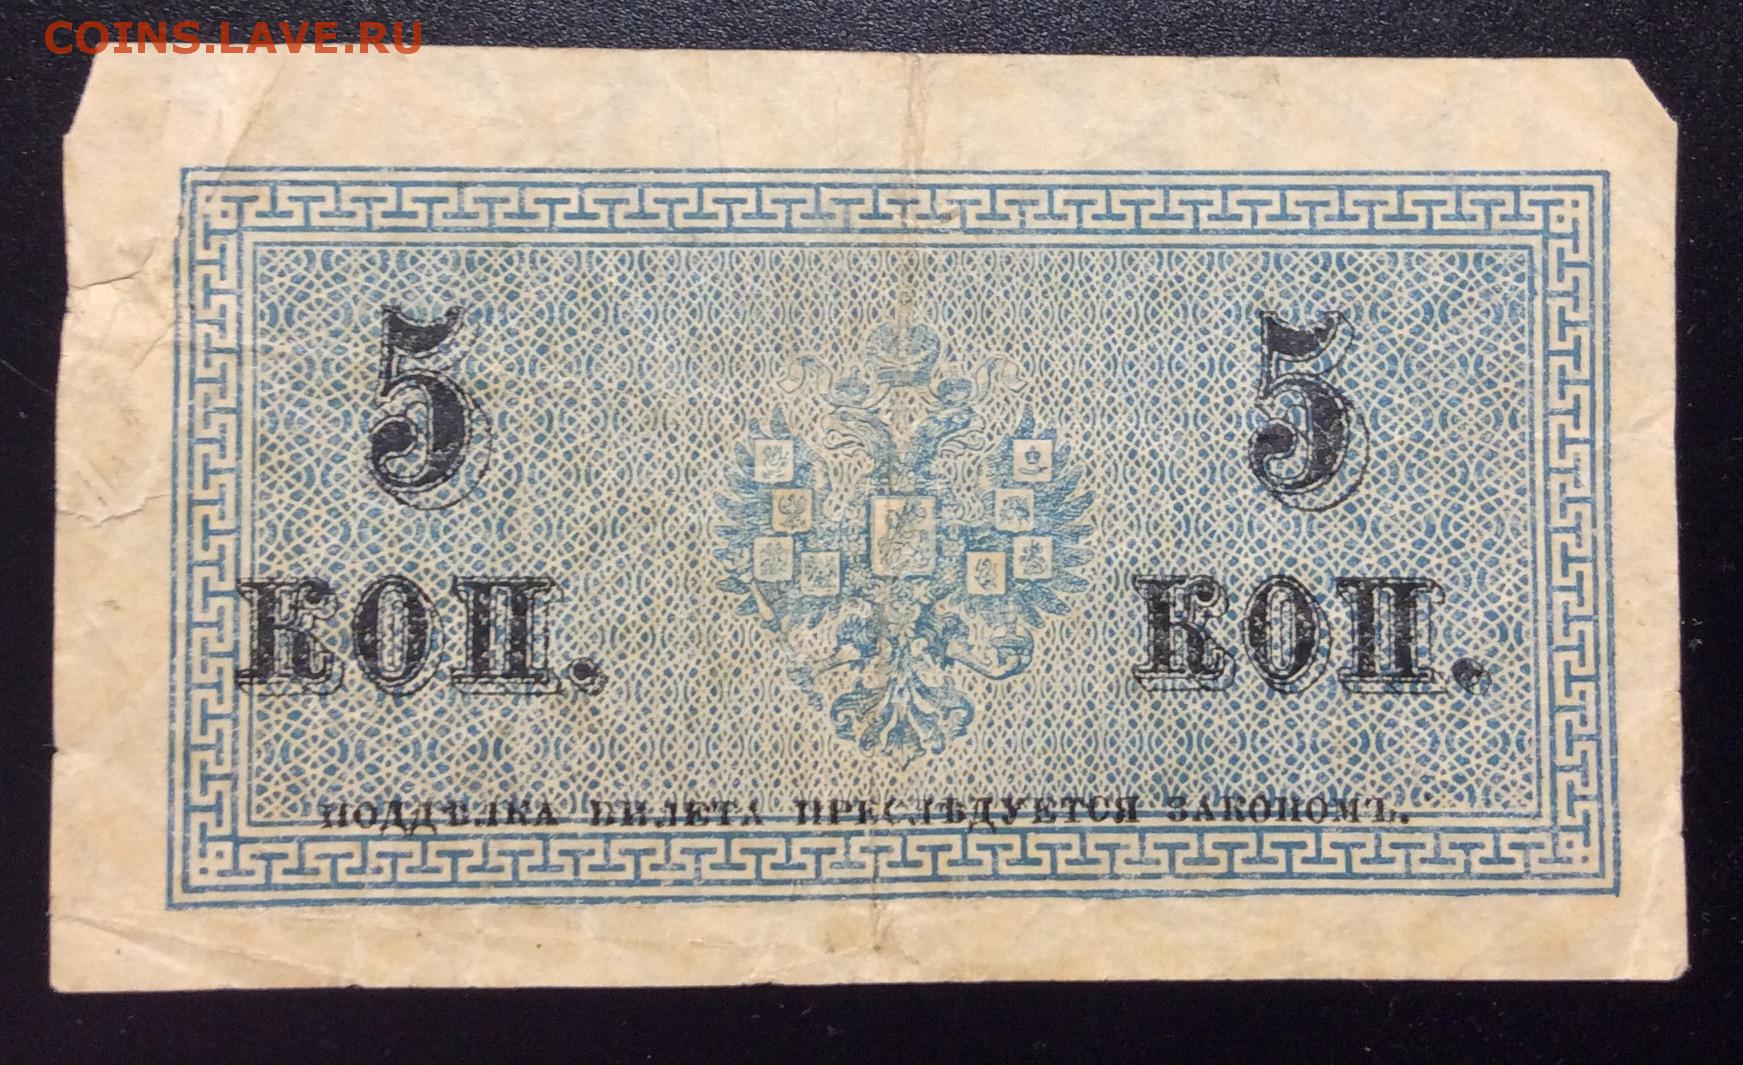 COINS.LAVE.RU
5 5
КОП. КОП.
ПОДДѢЛКА БИЛЕТА ПРЕСЛѢДУЕТСЯ ЗАКОНОМЪ.